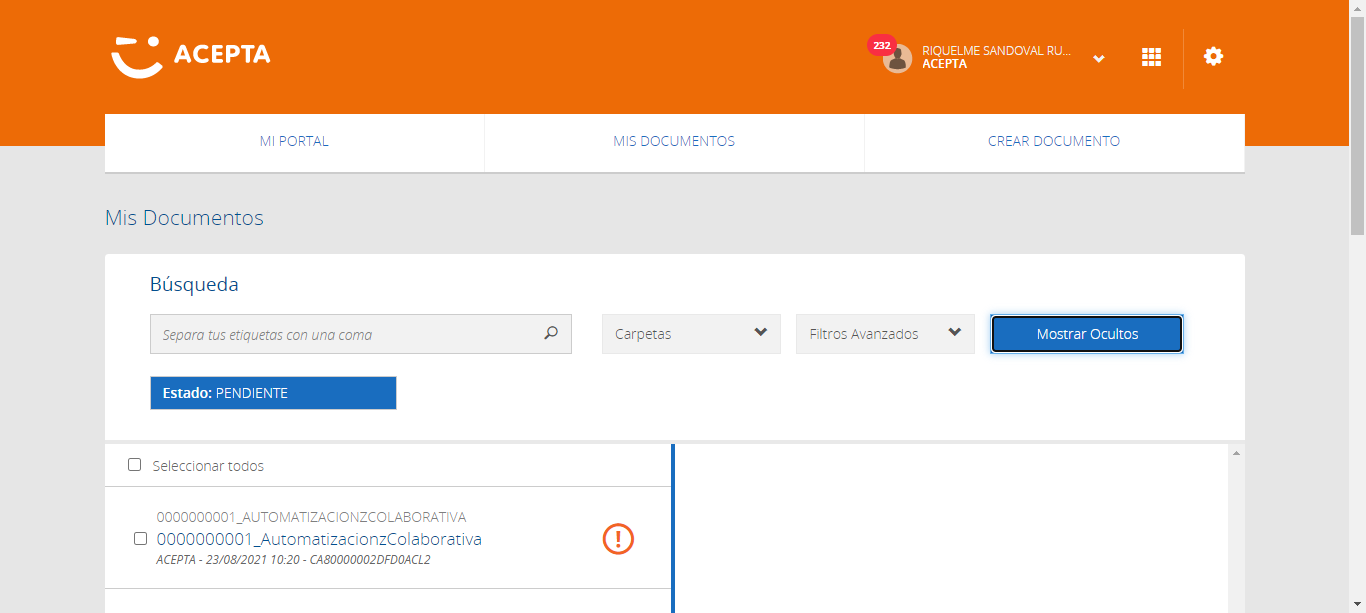 ACEPTA
232
RIQUELME SANDOVAL RU...
ACEPTA
MI PORTAL
MIS DOCUMENTOS
CREAR DOCUMENTO
Mis Documentos
Búsqueda
Separa tus etiquetas con una coma
Carpetas
Filtros Avanzados
Mostrar Ocultos
Estado: PENDIENTE
Seleccionar todos
0000000001_AUTOMATIZACIONZCOLABORATIVA
0000000001_AutomatizacionzColaborativa
ACEPTA - 23/08/2021 10:20 - CA80000002DFD0ACL2